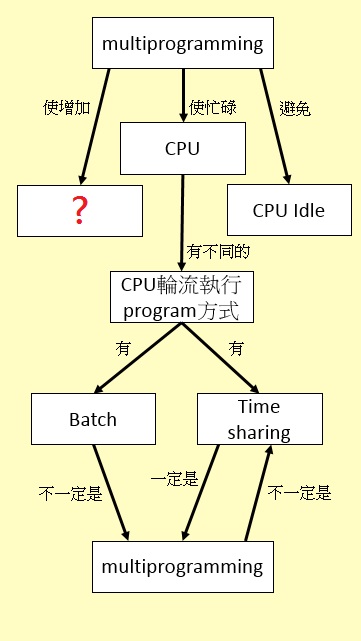 multiprogramming
使增加
使忙碌
避免
CPU
?
CPU Idle
有不同的
CPU輪流執行
program方式
有
有
Batch
Time
sharing
不一定是
一定是
不一定是
multiprogramming